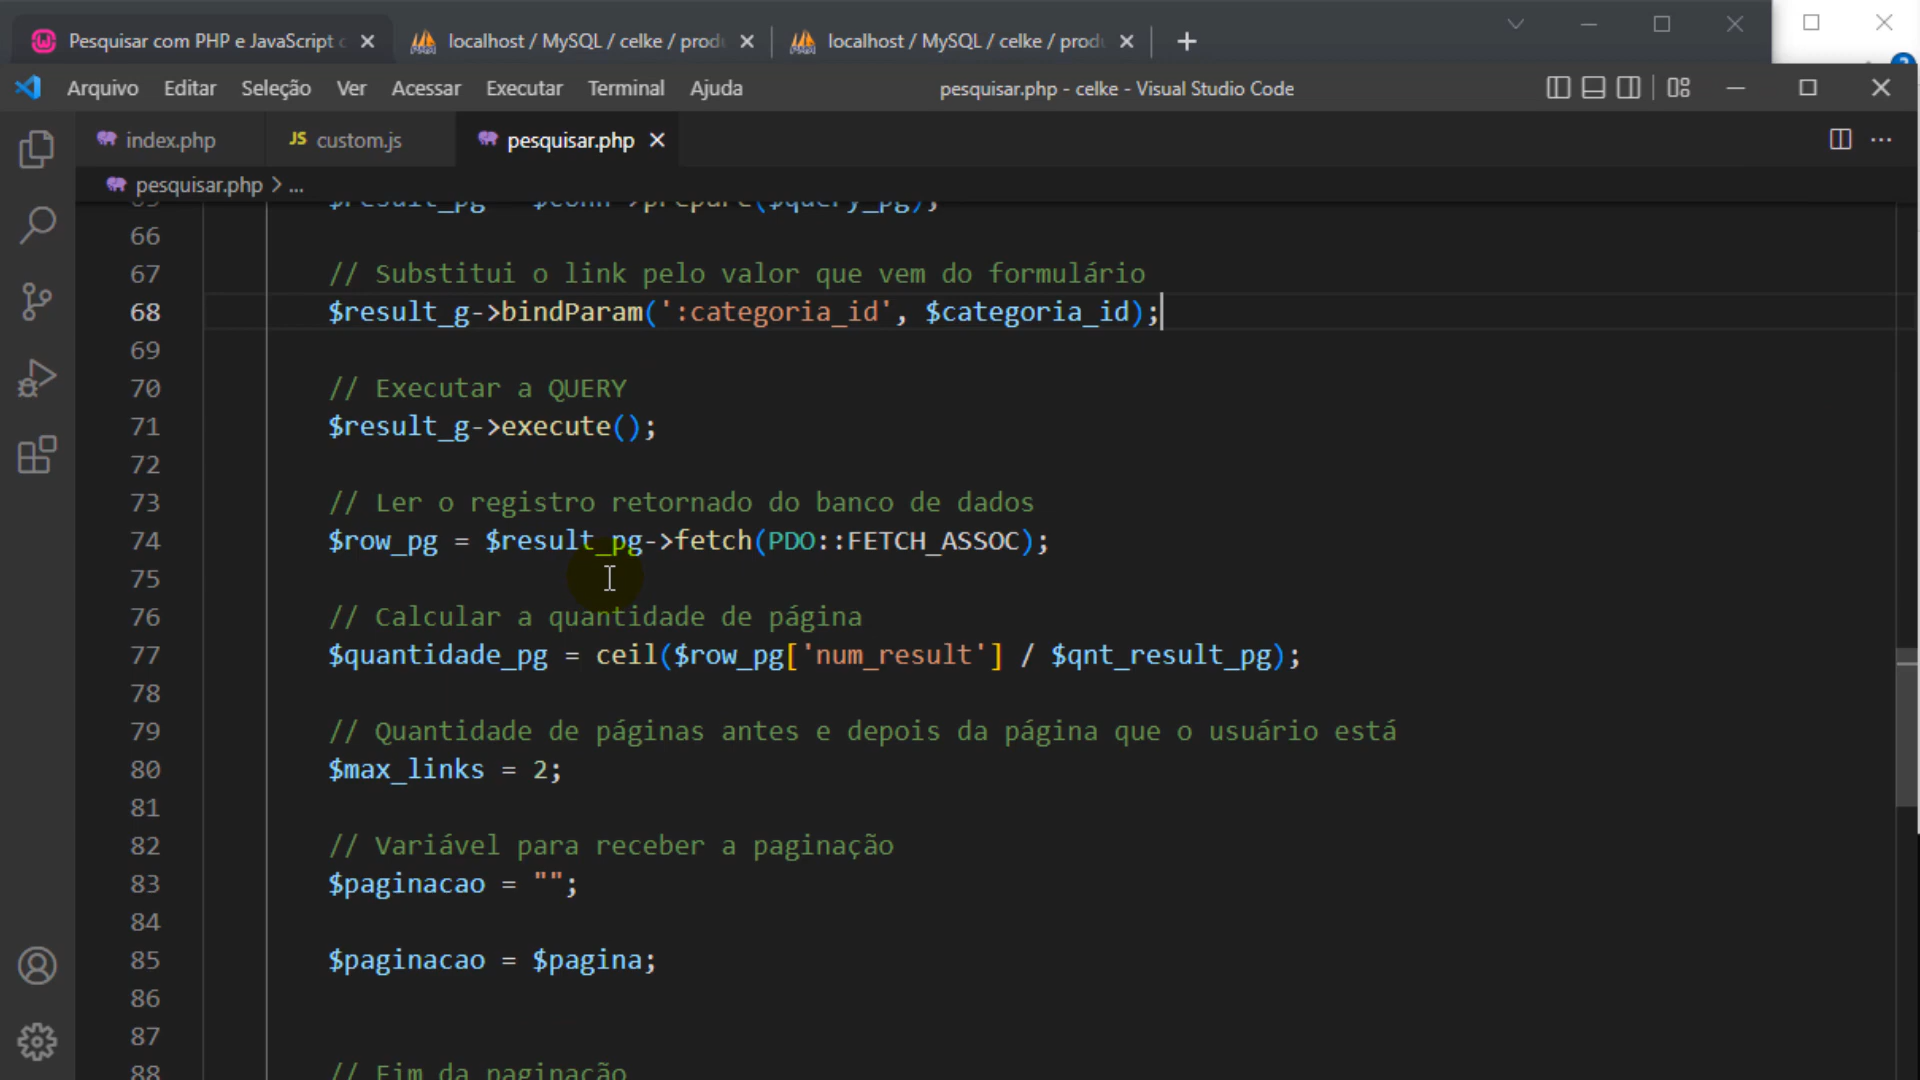 Pesquisar com PHP e JavaScript c
localhost / MySQL / celke / prod
localhost / MySQL / celke / prod
Arquivo Editar Seleção Ver Acessar Executar Terminal Ajuda
pesquisar.php - celke - Visual Studio Code
index.php
JS custom.js
pesquisar.php
pesquisar.php > ...
65 $result_pg = $conn->prepare($query_pg);
66
67 // Substitui o link pelo valor que vem do formulário
68 $result_g->bindParam(':categoria_id', $categoria_id);
69
70 // Executar a QUERY
71 $result_g->execute();
72
73 // Ler o registro retornado do banco de dados
74 $row_pg = $result_pg->fetch(PDO::FETCH_ASSOC);
75
76 // Calcular a quantidade de página
77 $quantidade_pg = ceil($row_pg['num_result'] / $qnt_result_pg);
78
79 // Quantidade de páginas antes e depois da página que o usuário está
80 $max_links = 2;
81
82 // Variável para receber a paginação
83 $paginacao = "";
84
85 $paginacao = $pagina;
86
87
88 // Fim da paginação